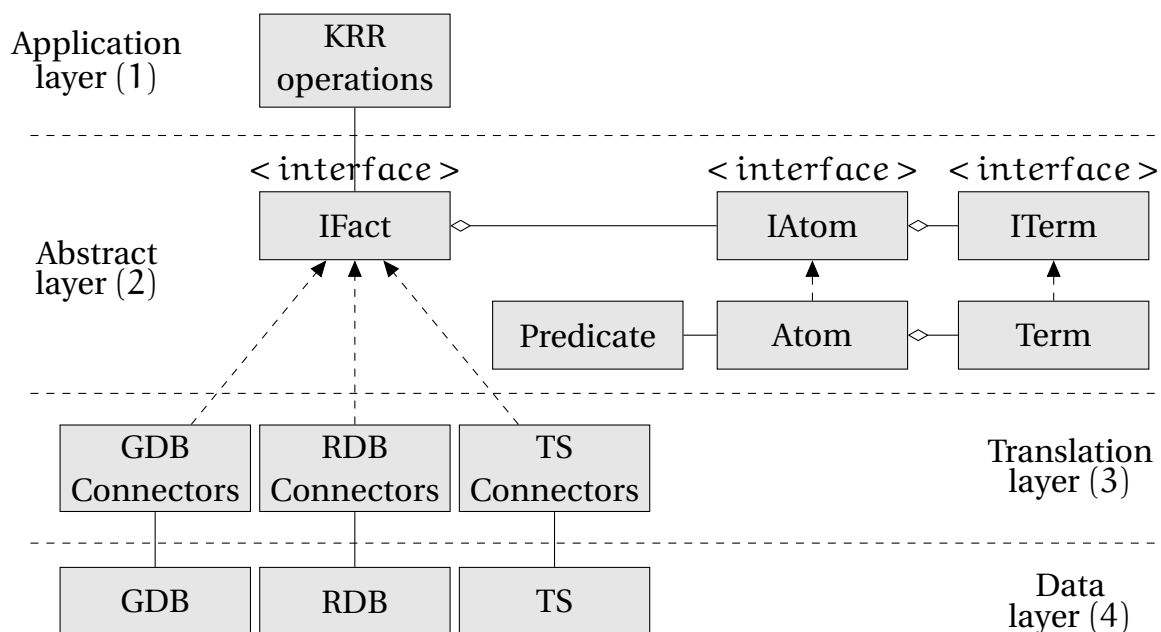 Application
layer (1)
KRR
operations
< interface >
< interface >
< interface >
IFact
IAtom
ITerm
Abstract
layer (2)
Predicate
Atom
Term
GDB
Connectors
RDB
Connectors
TS
Connectors
Translation
layer (3)
GDB
RDB
TS
Data
layer (4)